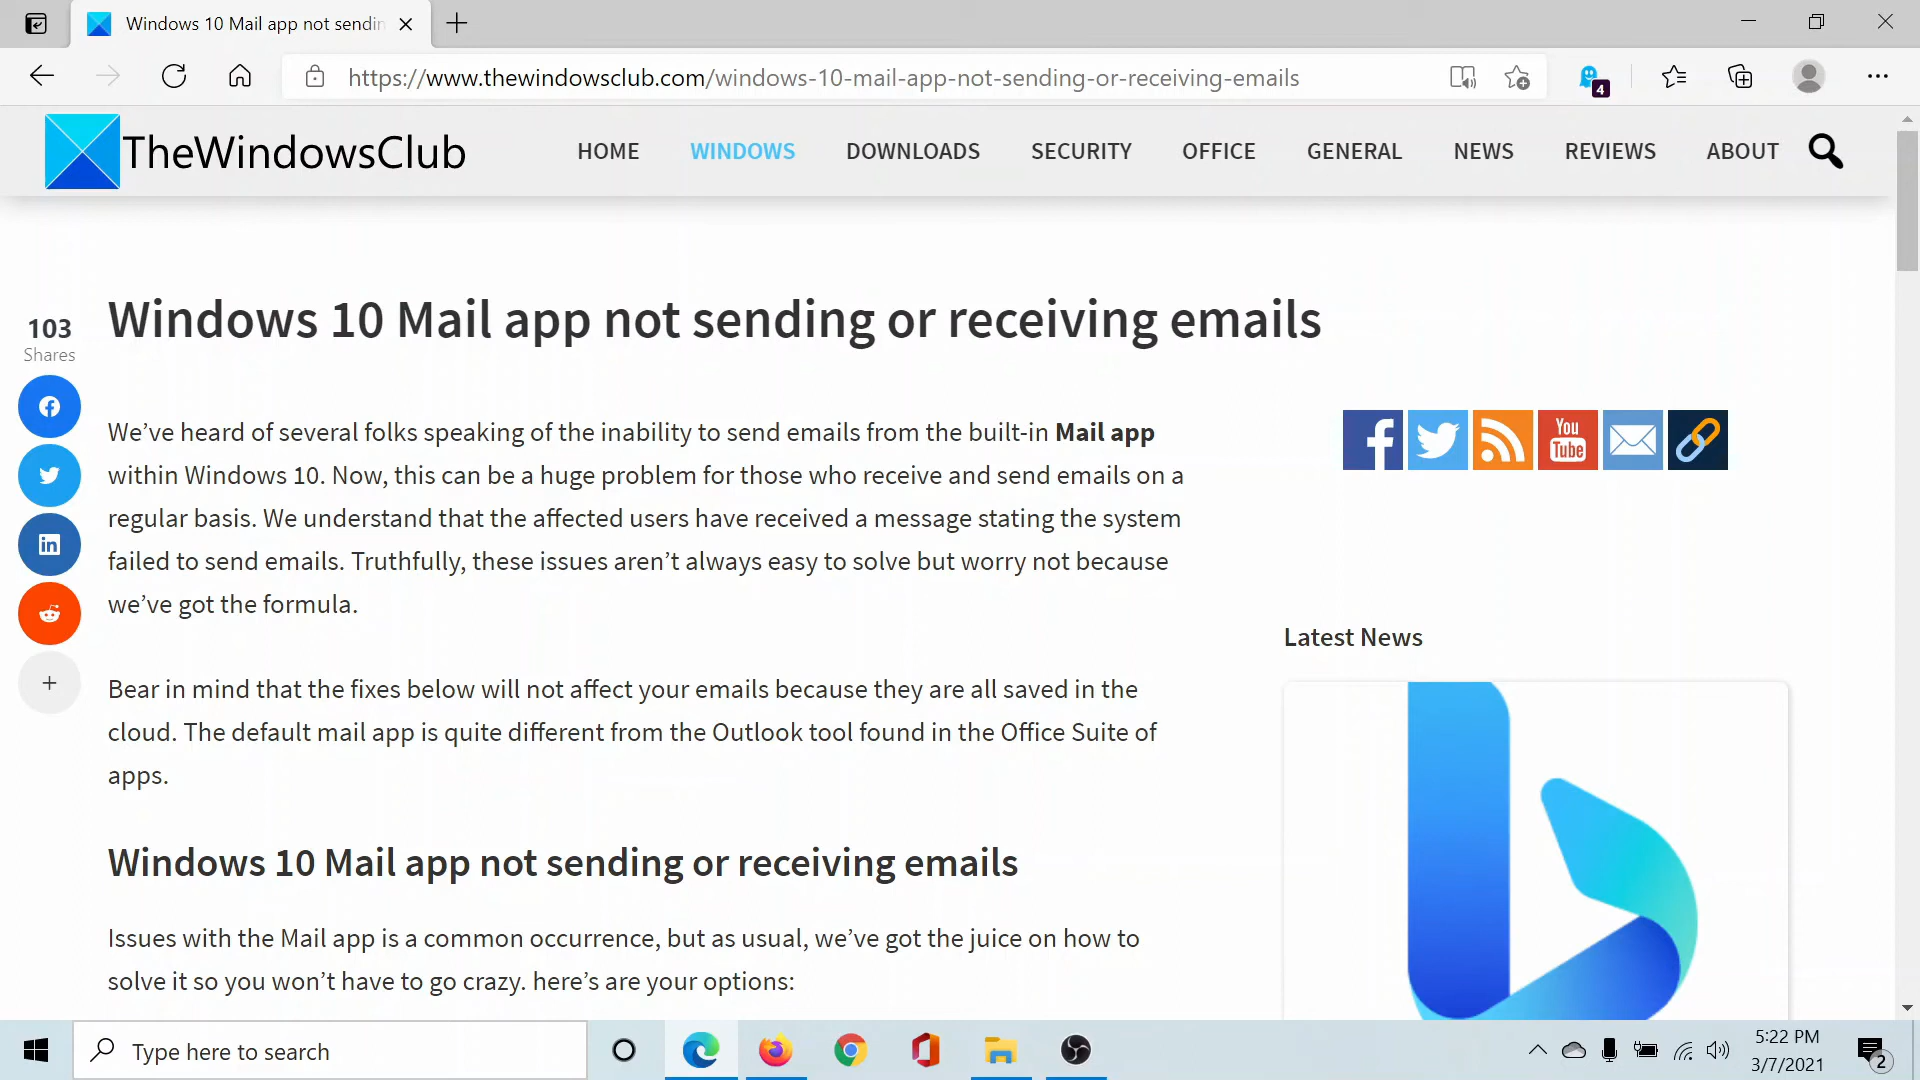 Windows 10 Mail app not sendin
https://www.thewindowsclub.com/windows-10-mail-app-not-sending-or-receiving-emails
4
TheWindowsClub
HOME WINDOWS DOWNLOADS SECURITY OFFICE GENERAL NEWS REVIEWS ABOUT
Windows 10 Mail app not sending or receiving emails
103
Shares
We’ve heard of several folks speaking of the inability to send emails from the built-in Mail app
within Windows 10. Now, this can be a huge problem for those who receive and send emails on a
regular basis. We understand that the affected users have received a message stating the system
failed to send emails. Truthfully, these issues aren’t always easy to solve but worry not because
we’ve got the formula.
You
Tube
Latest News
Bear in mind that the fixes below will not affect your emails because they are all saved in the
cloud. The default mail app is quite different from the Outlook tool found in the Office Suite of
apps.
Windows 10 Mail app not sending or receiving emails
Issues with the Mail app is a common occurrence, but as usual, we’ve got the juice on how to
solve it so you won’t have to go crazy. here’s are your options:
Type here to search
5:22 PM
3/7/2021
2